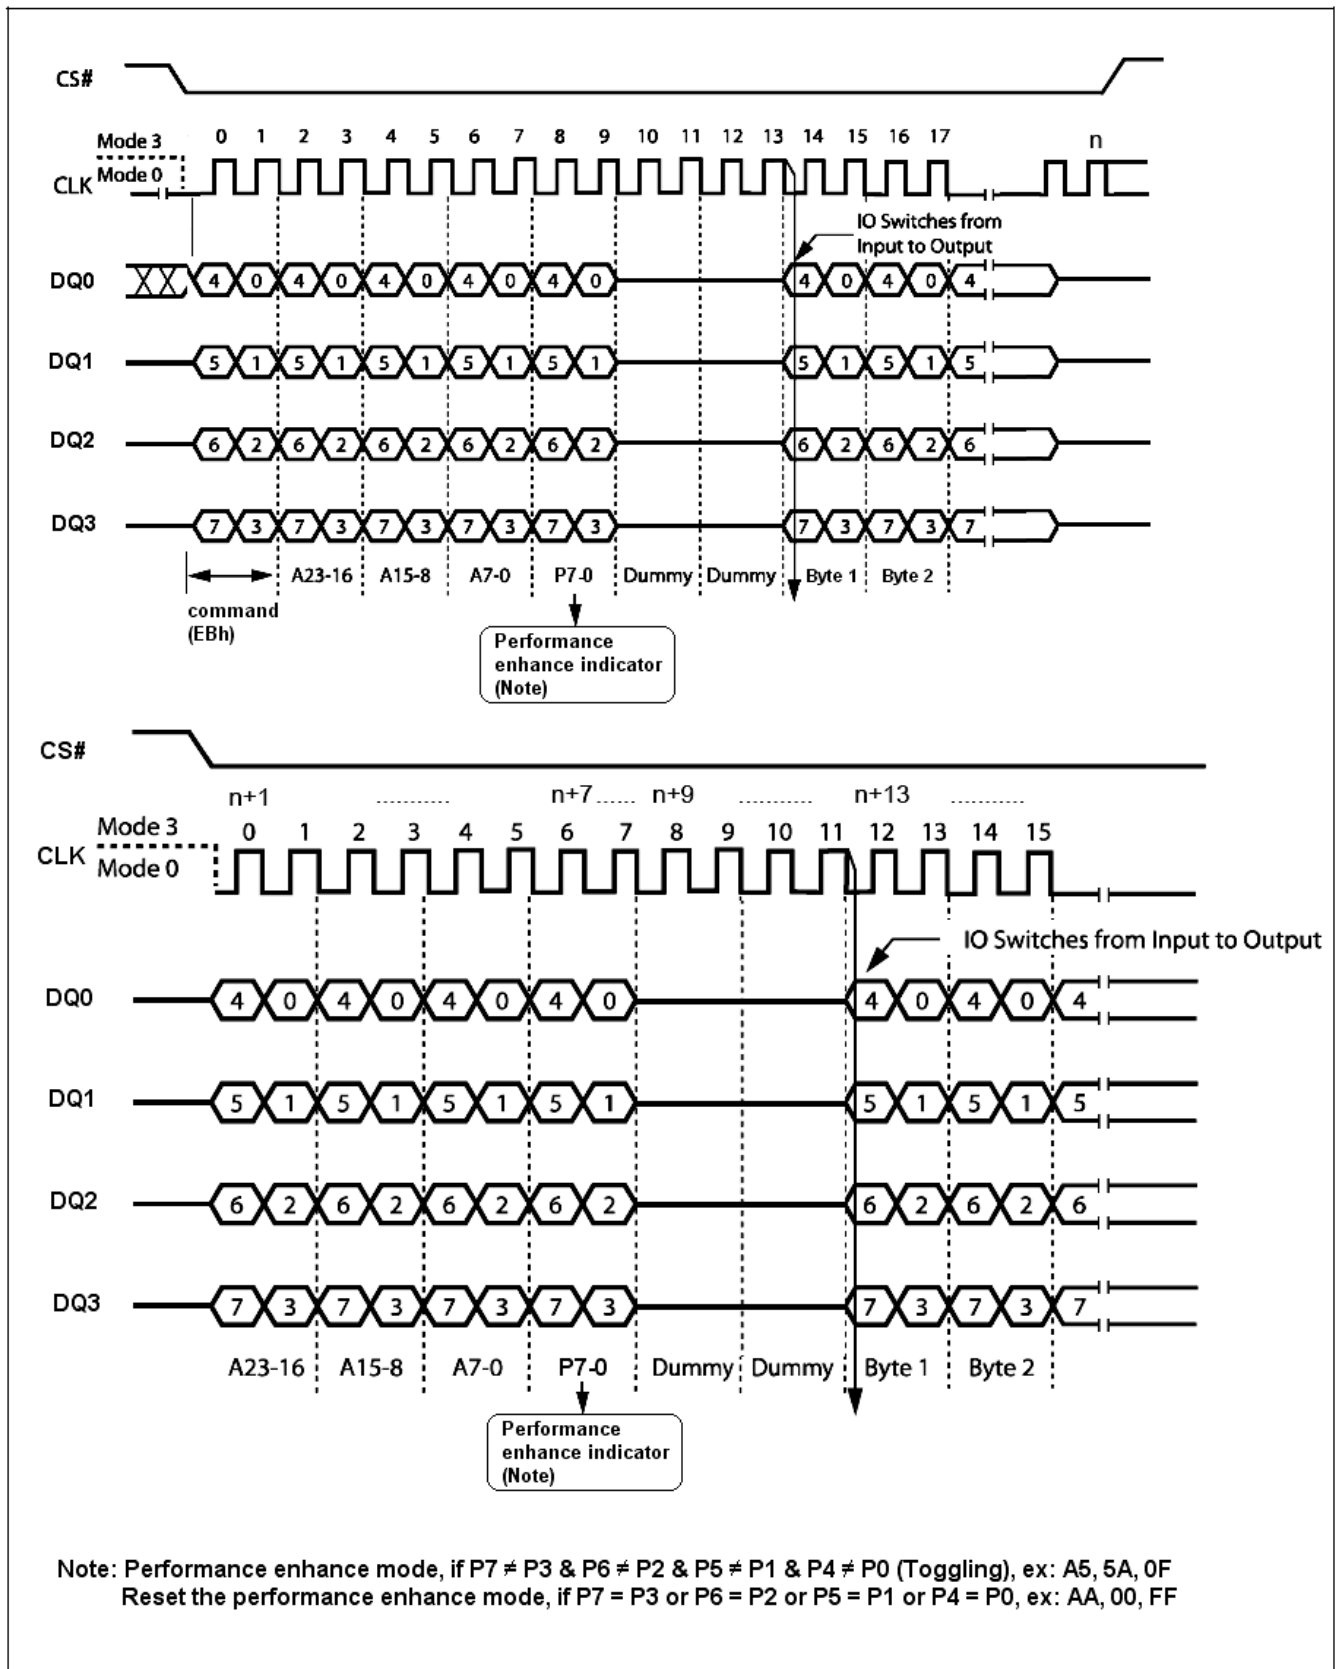 CS#
Mode 3
0 1 2 3 4 5 6 7 8 9 10 11 12 13 14 15 16 17 n
CLK Mode 0
IO Switches from
Input to Output
DQ0 4 0 4 0 4 0 4 0 4 0 4 0 4 0 4
DQ1 5 1 5 1 5 1 5 1 5 1 5 1 5 1 5
DQ2 6 2 6 2 6 2 6 2 6 2 6 2 6 2 6
DQ3 7 3 7 3 7 3 7 3 7 3 7 3 7 3 7
A23-16 A15-8 A7-0 P7-0 Dummy Dummy Byte 1 Byte 2
command
(EBh)
Performance
enhance indicator
(Note)
CS#
n+1 ............ n+7 ...... n+9 ............ n+13 ............
Mode 3 0 1 2 3 4 5 6 7 8 9 10 11 12 13 14 15
CLK
Mode 0
IO Switches from Input to Output
DQ0 4 0 4 0 4 0 4 0 4 0 4 0 4
DQ1 5 1 5 1 5 1 5 1 5 1 5 1 5
DQ2 6 2 6 2 6 2 6 2 6 2 6 2 6
DQ3 7 3 7 3 7 3 7 3 7 3 7 3 7
A23-16 A15-8 A7-0 P7-0 Dummy Dummy Byte 1 Byte 2
Performance
enhance indicator
(Note)
Note: Performance enhance mode, if P7 ≠ P3 & P6 ≠ P2 & P5 ≠ P1 & P4 ≠ P0 (Toggling), ex: A5, 5A, 0F
Reset the performance enhance mode, if P7 = P3 or P6 = P2 or P5 = P1 or P4 = P0, ex: AA, 00, FF